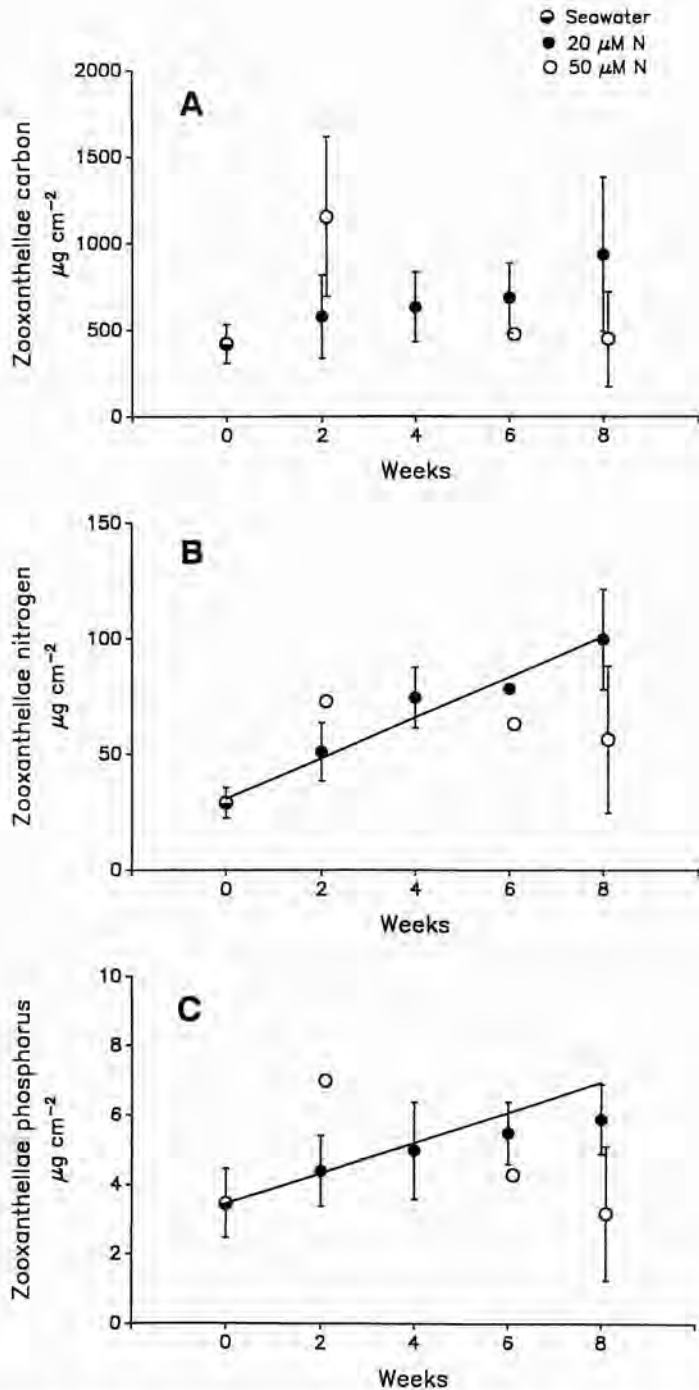 Seawater
20 μM N
50 μM N
A
Zooxanthellae carbon
μg cm-2
2000
1500
1000
500
0
0 2 4 6 8
Weeks
B
Zooxanthellae nitrogen
μg cm-2
150
100
50
0
0 2 4 6 8
Weeks
C
Zooxanthellae phosphorus
μg cm-2
10
8
6
4
2
0
0 2 4 6 8
Weeks